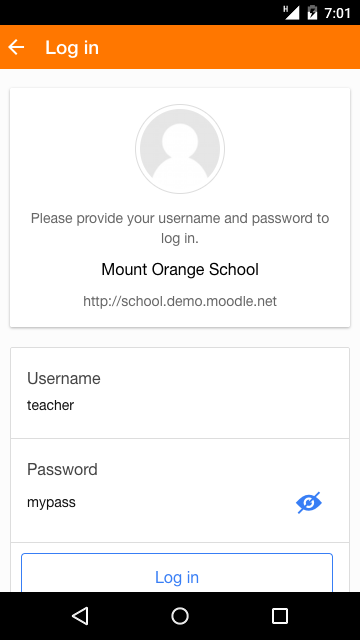 H 7:01
Log in
Please provide your username and password to
log in.
Mount Orange School
http://school.demo.moodle.net
Username
teacher
Password
mypass
Log in